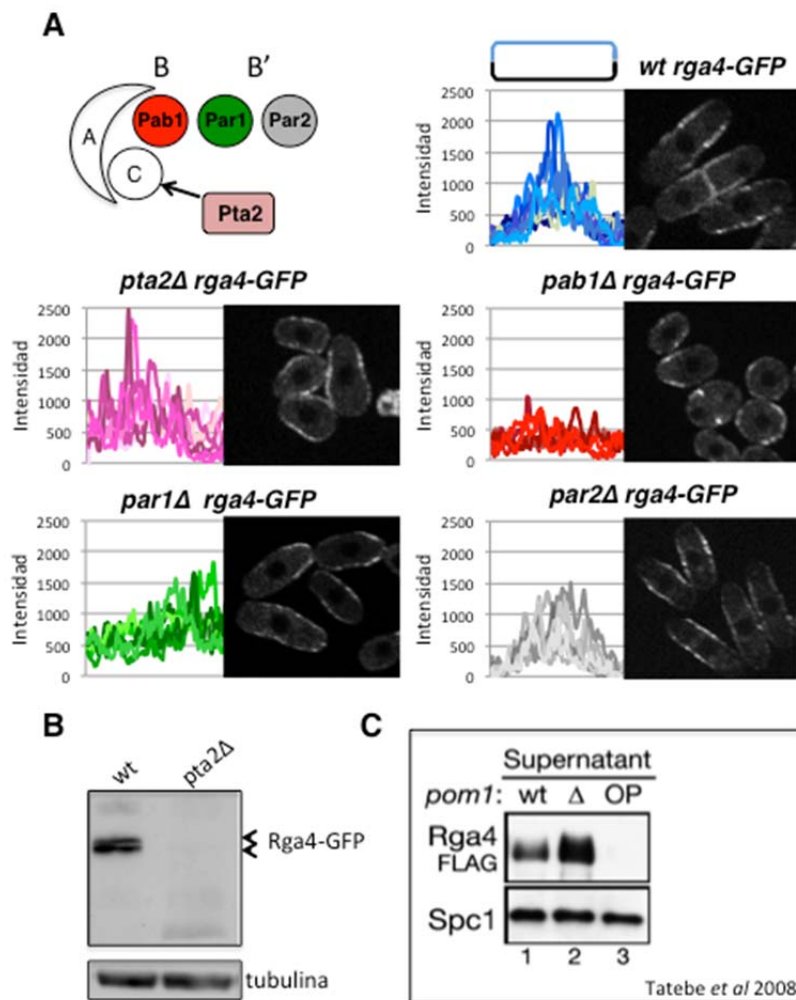 A
B B'
Pab1 Par1 Par2
A
C
Pta2
wt rga4-GFP
Intensidad
2500
2000
1500
1000
500
0
pta2Δ rga4-GFP
Intensidad
2500
2000
1500
1000
500
0
pab1Δ rga4-GFP
Intensidad
2500
2000
1500
1000
500
0
par1Δ rga4-GFP
Intensidad
2500
2000
1500
1000
500
0
par2Δ rga4-GFP
Intensidad
2500
2000
1500
1000
500
0
B
wt pta2Δ
Rga4-GFP
tubulina
C
Supernatant
pom1: wt Δ OP
Rga4
FLAG
Spc1
1 2 3
Tatebe et al 2008